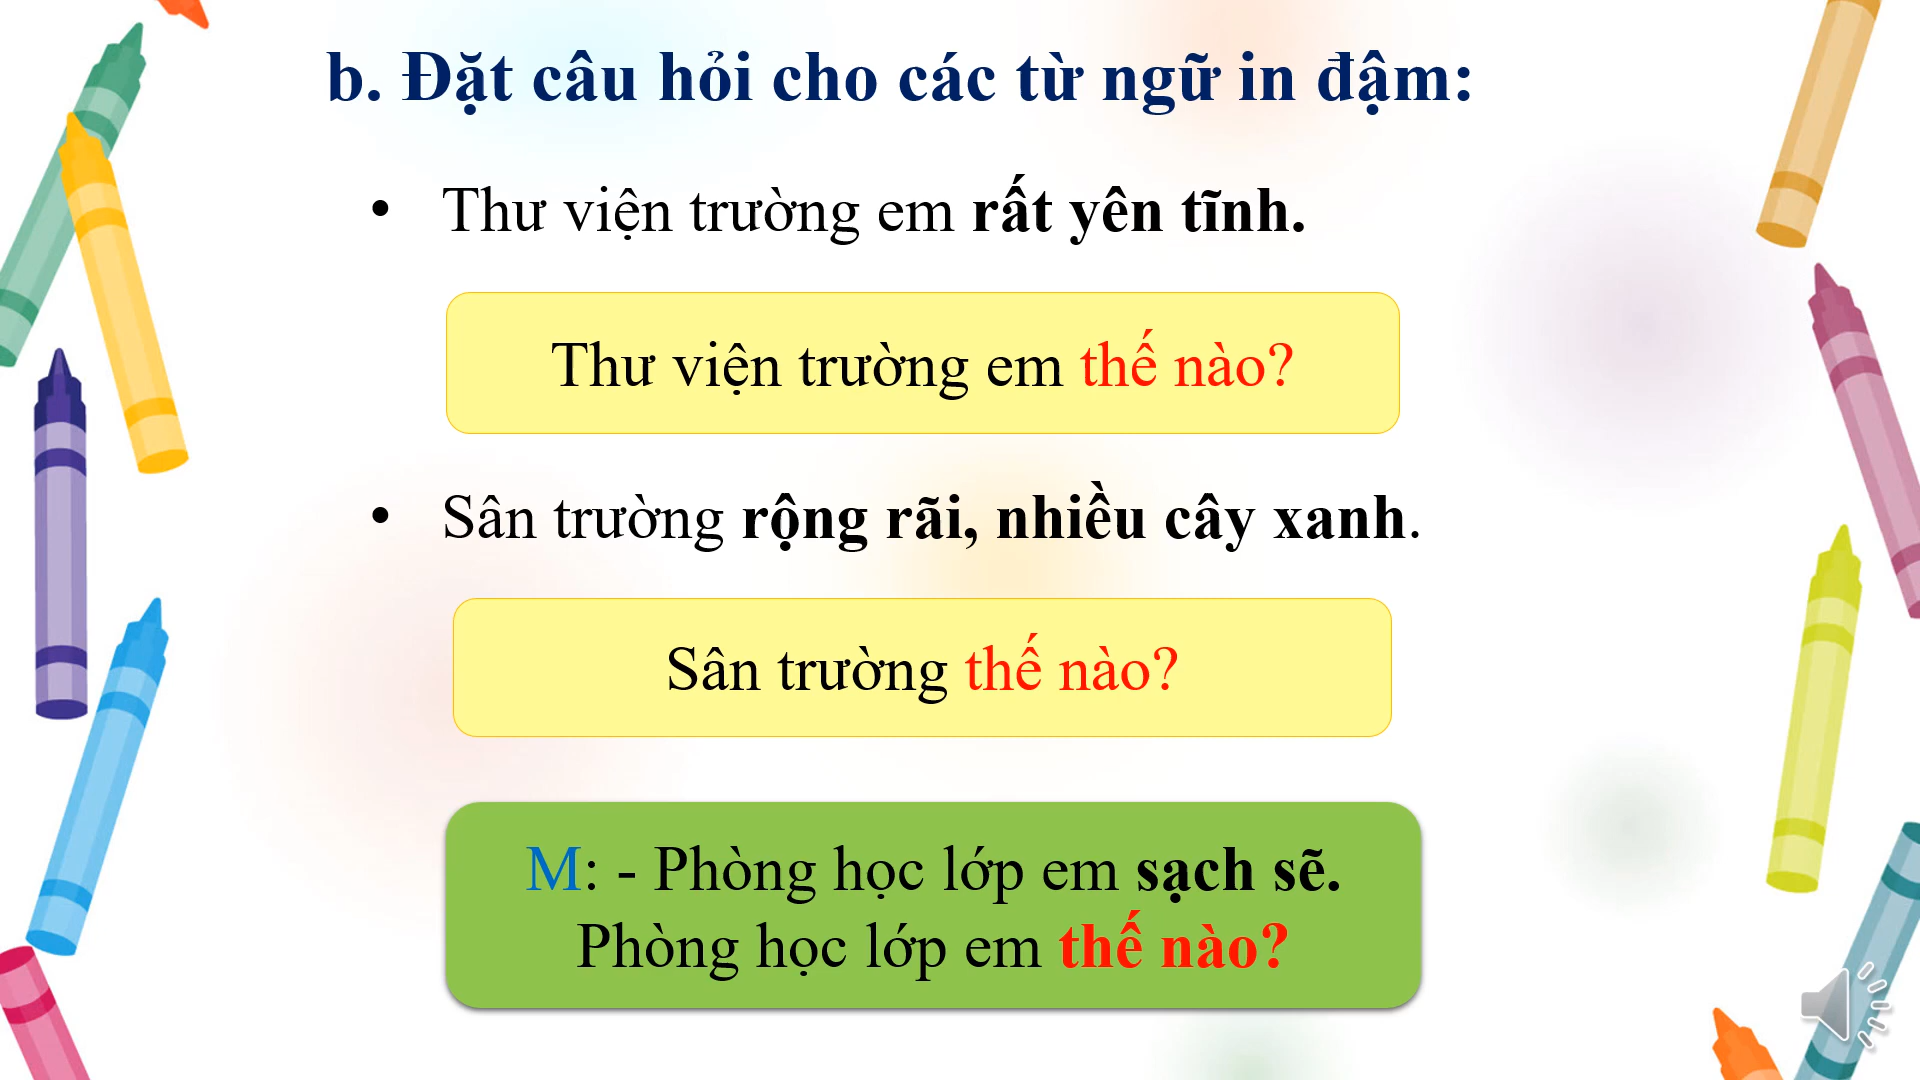 b. Đặt câu hỏi cho các từ ngữ in đậm:
• Thư viện trường em rất yên tĩnh.
Thư viện trường em thế nào?
• Sân trường rộng rãi, nhiều cây xanh.
Sân trường thế nào?
M: - Phòng học lớp em sạch sẽ.
Phòng học lớp em thế nào?